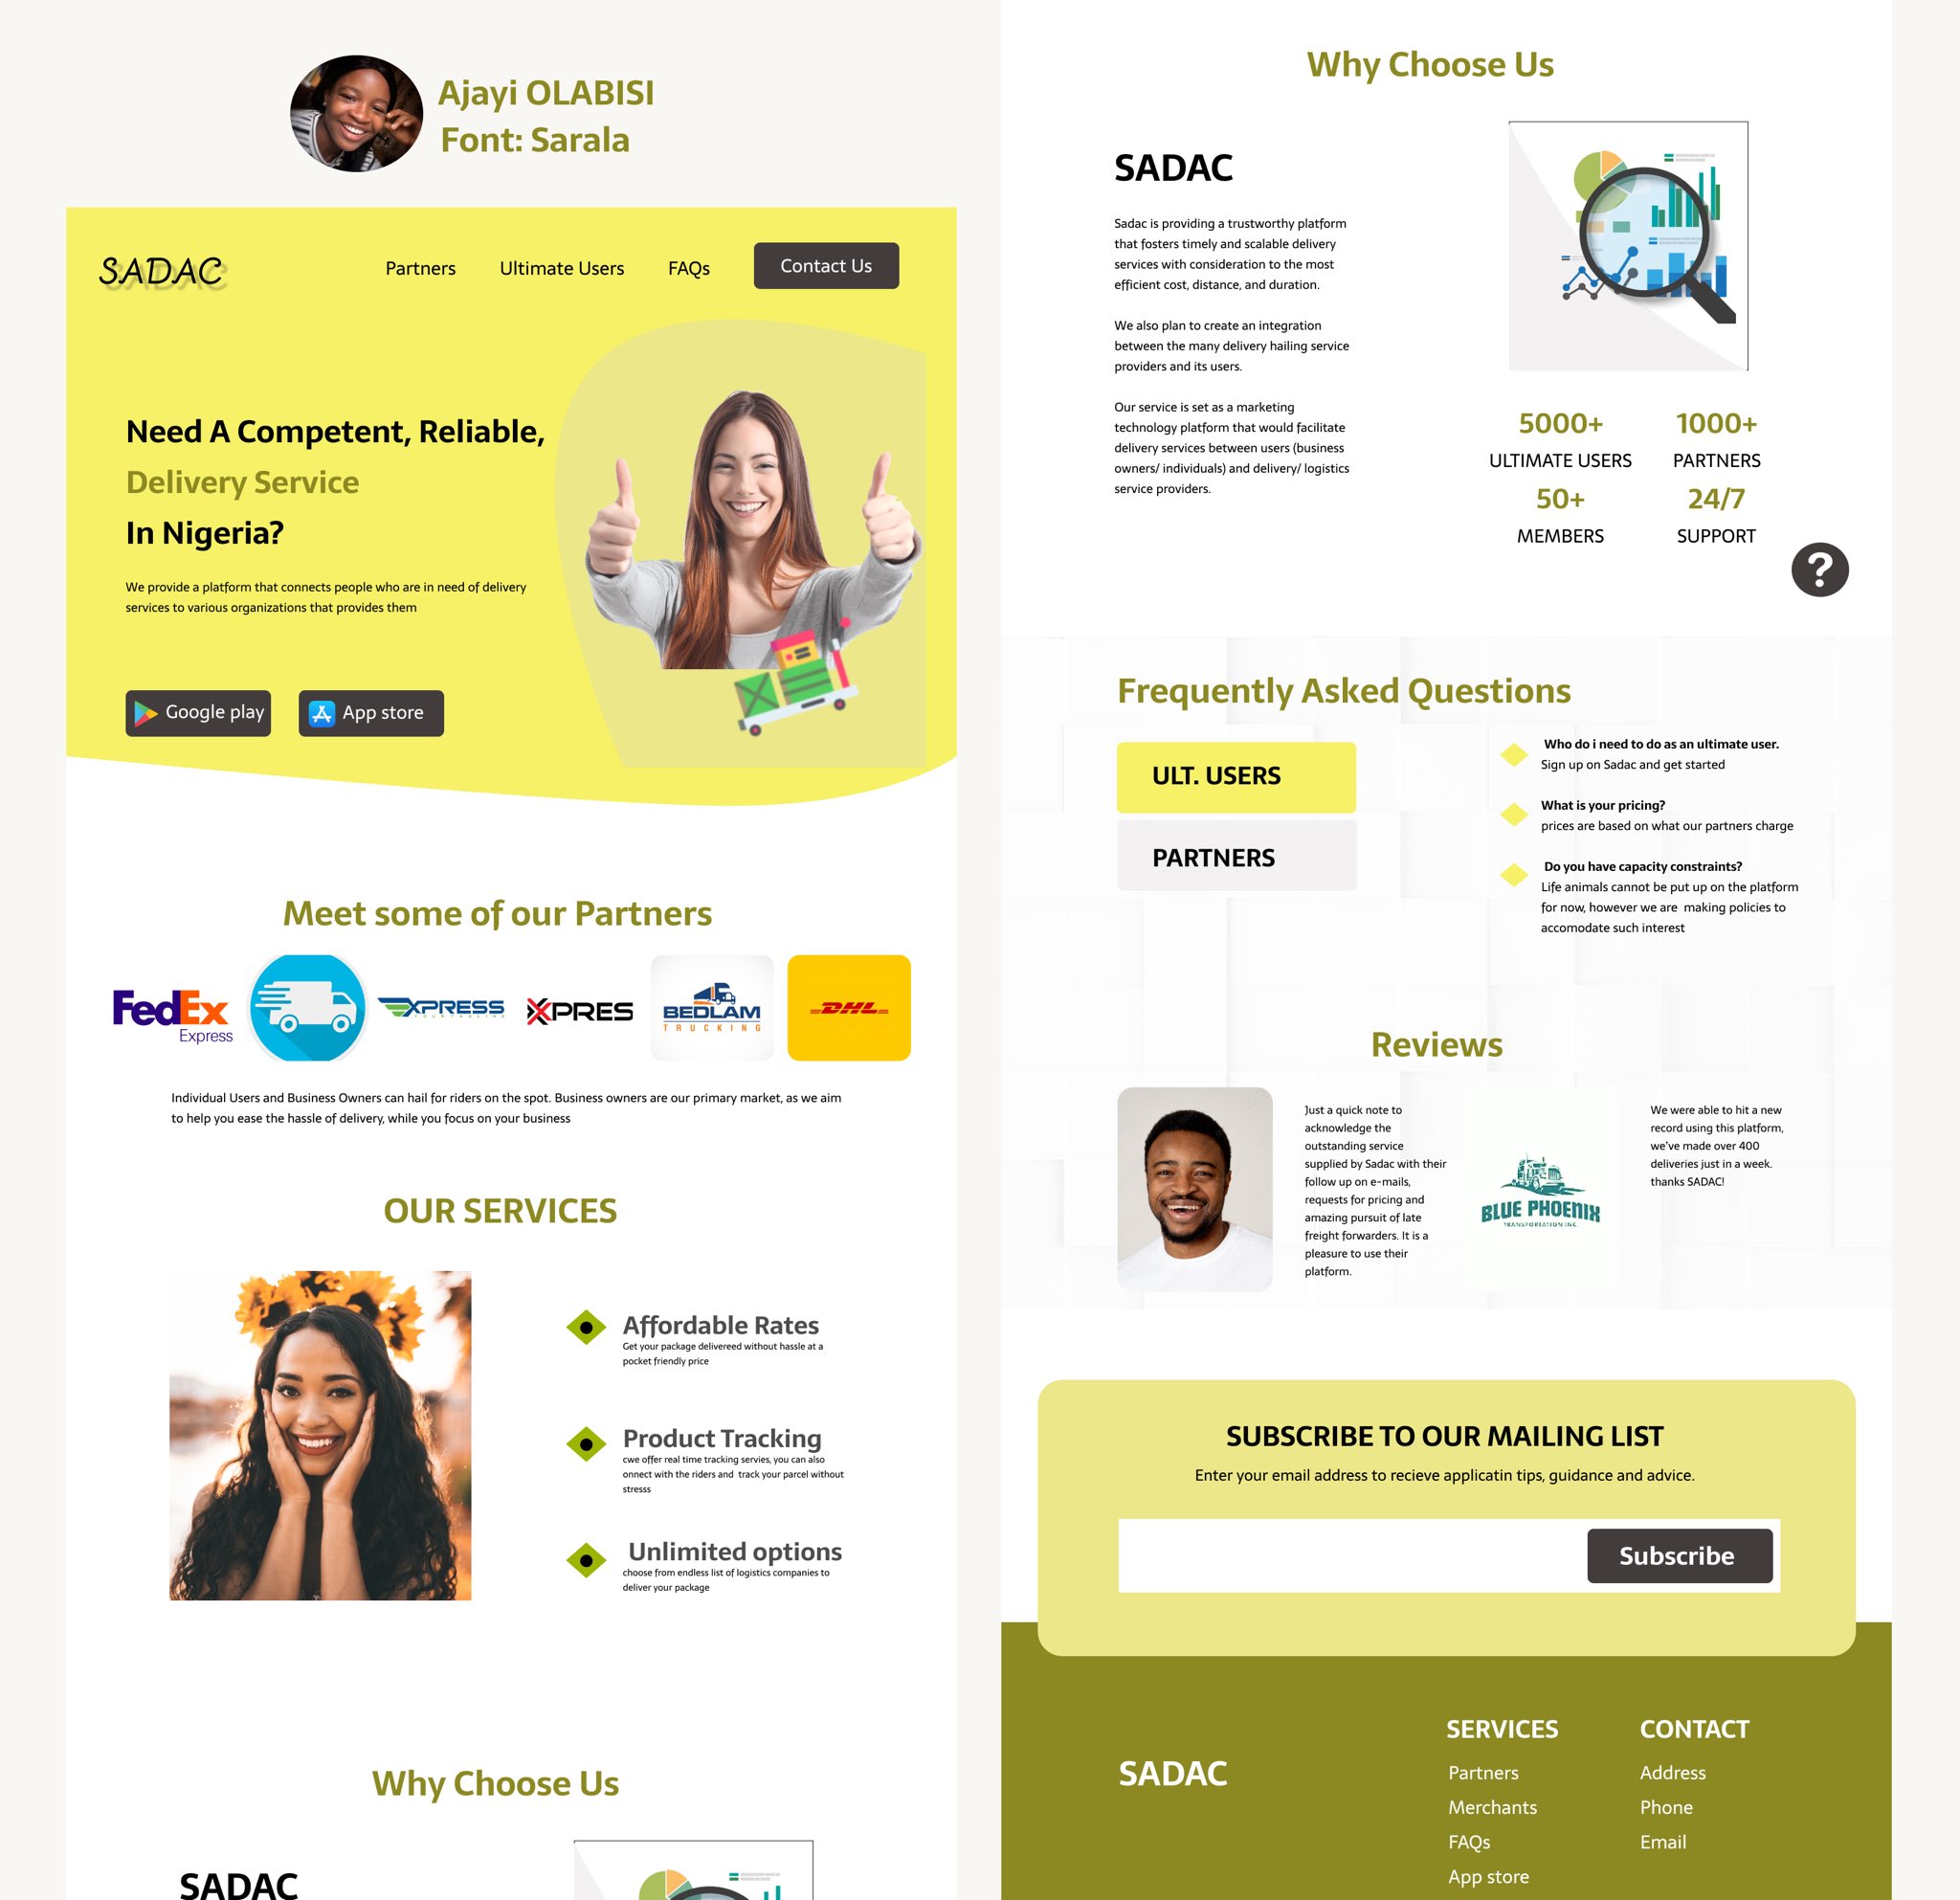 Ajayi OLABISI
Font: Sarala
SADAC
Partners
Ultimate Users
FAQs
Contact Us
Need A Competent, Reliable,
Delivery Service
In Nigeria?
We provide a platform that connects people who are in need of delivery
services to various organizations that provides them
Google play
App store
Meet some of our Partners
FedEx
Express
XPRESS
XPRES
BEDLAM
TRUCKING
DHL
Individual Users and Business Owners can hail for riders on the spot. Business owners are our primary market, as we aim
to help you ease the hassle of delivery, while you focus on your business
OUR SERVICES
Affordable Rates
Get your package delivereed without hassle at a
pocket friendly price
Product Tracking
cwe offer real time tracking servies, you can also
onnect with the riders and  track your parcel without
stresss
Unlimited options
choose from endless list of logistics companies to
deliver your package
Why Choose Us
SADAC
Why Choose Us
SADAC
Sadac is providing a trustworthy platform
that fosters timely and scalable delivery
services with consideration to the most
efficient cost, distance, and duration.
We also plan to create an integration
between the many delivery hailing service
providers and its users.
Our service is set as a marketing
technology platform that would facilitate
delivery services between users (business
owners/ individuals) and delivery/ logistics
service providers.
5000+
ULTIMATE USERS
1000+
PARTNERS
50+
MEMBERS
24/7
SUPPORT
?
Frequently Asked Questions
ULT. USERS
PARTNERS
Who do i need to do as an ultimate user.
Sign up on Sadac and get started
What is your pricing?
prices are based on what our partners charge
Do you have capacity constraints?
Life animals cannot be put up on the platform
for now, however we are  making policies to
accomodate such interest
Reviews
Just a quick note to
acknowledge the
outstanding service
supplied by Sadac with their
follow up on e-mails,
requests for pricing and
amazing pursuit of late
freight forwarders. It is a
pleasure to use their
platform.
BLUE PHOENIX
TRANSPORTATION INC.
We were able to hit a new
record using this platform,
we've made over 400
deliveries just in a week.
thanks SADAC!
SUBSCRIBE TO OUR MAILING LIST
Enter your email address to recieve applicatin tips, guidance and advice.
Subscribe
SADAC
SERVICES
Partners
Merchants
FAQs
App store
CONTACT
Address
Phone
Email